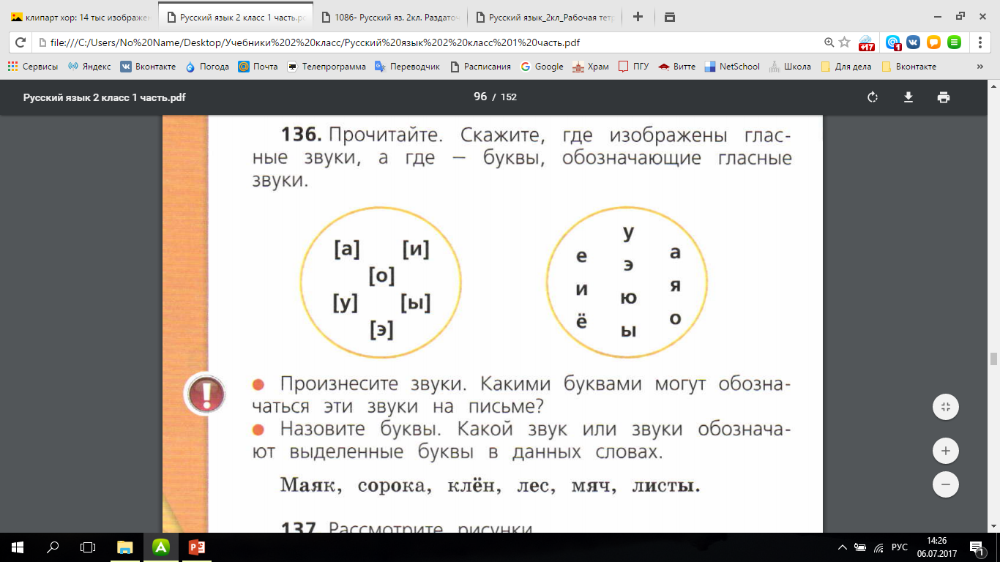 клипарт хор: 14 тыс изображен
Русский язык 2 класс 1 часть.pd
1086- Русский яз. 2кл. Раздаточ
Русский язык_2кл_Рабочая тетр
file:///C:/Users/No%20Name/Desktop/Учебники%202%20класс/Русский%20язык%202%20класс%201%20часть.pdf
+17
1
Сервисы Яндекс Вконтакте Погода Почта Телепрограмма Переводчик Расписания Google Храм ПГУ Витте NetSchool Школа Для дела Вконтакте »
Русский язык 2 класс 1 часть.pdf 96 / 152
136. Прочитайте. Скажите, где изображены глас-
ные звуки, а где – буквы, обозначающие гласные
звуки.
[а] [и]
[о]
[у] [ы]
[э]
у
е э а
и ю я
ё ы о
! 
● Произнесите звуки. Какими буквами могут обозна-
чаться эти звуки на письме?
● Назовите буквы. Какой звук или звуки обознача-
ют выделенные буквы в данных словах.
Маяк, сорока, клён, лес, мяч, листы.
137. Рассмотрите рисунки.
РУС
14:26
06.07.2017
1